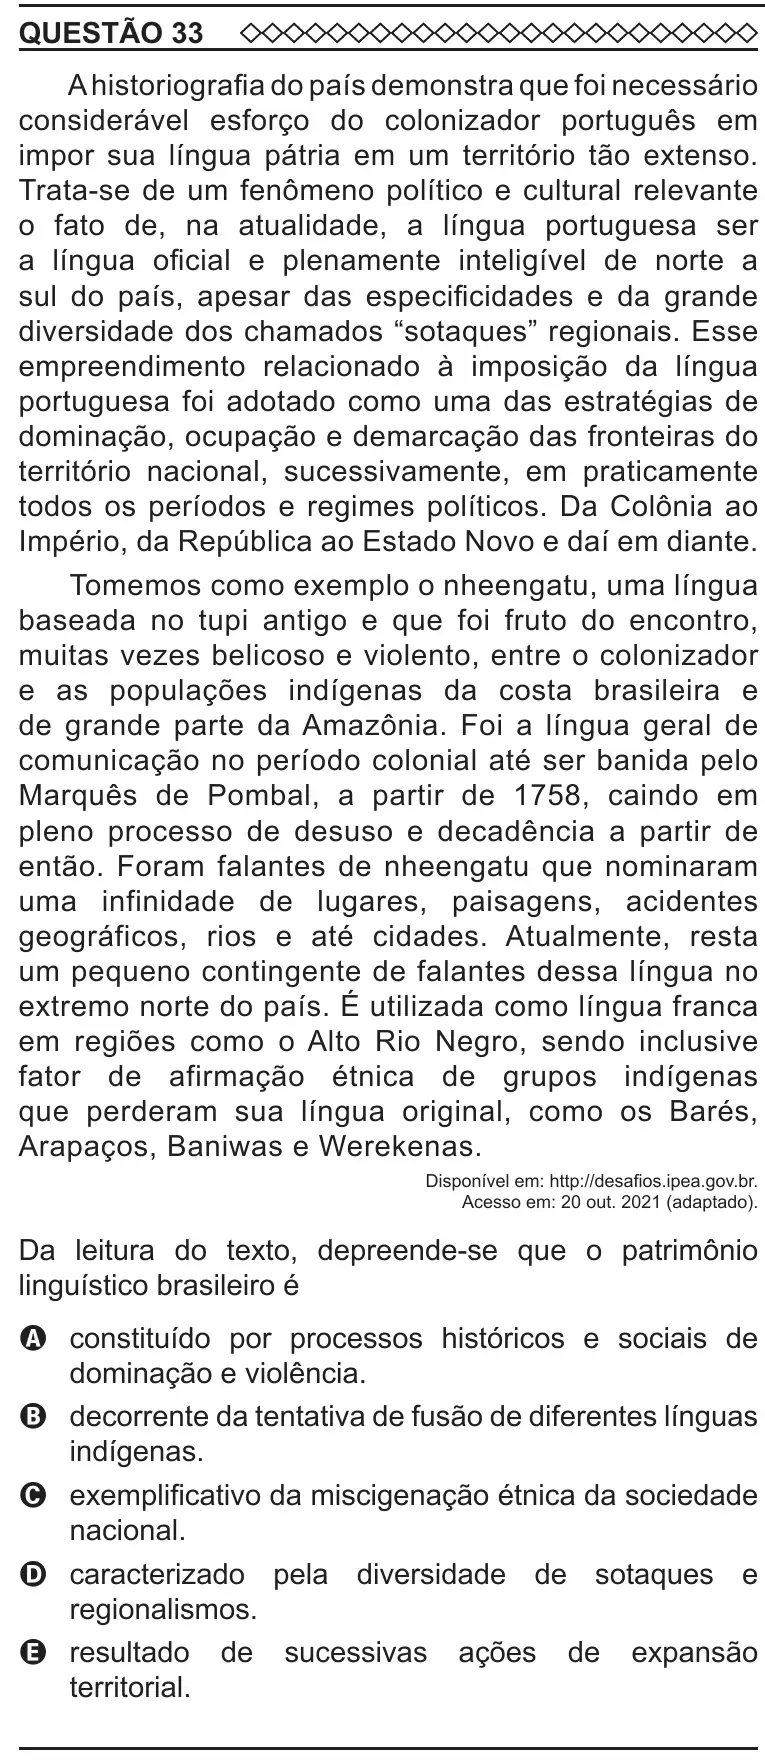 QUESTÃO 33
A historiografia do país demonstra que foi necessário
considerável esforço do colonizador português em
impor sua língua pátria em um território tão extenso.
Trata-se de um fenômeno político e cultural relevante
o fato de, na atualidade, a língua portuguesa ser
a língua oficial e plenamente inteligível de norte a
sul do país, apesar das especificidades e da grande
diversidade dos chamados “sotaques” regionais. Esse
empreendimento relacionado à imposição da língua
portuguesa foi adotado como uma das estratégias de
dominação, ocupação e demarcação das fronteiras do
território nacional, sucessivamente, em praticamente
todos os períodos e regimes políticos. Da Colônia ao
Império, da República ao Estado Novo e daí em diante.
Tomemos como exemplo o nheengatu, uma língua
baseada no tupi antigo e que foi fruto do encontro,
muitas vezes belicoso e violento, entre o colonizador
e as populações indígenas da costa brasileira e
de grande parte da Amazônia. Foi a língua geral de
comunicação no período colonial até ser banida pelo
Marquês de Pombal, a partir de 1758, caindo em
pleno processo de desuso e decadência a partir de
então. Foram falantes de nheengatu que nominaram
uma infinidade de lugares, paisagens, acidentes
geográficos, rios e até cidades. Atualmente, resta
um pequeno contingente de falantes dessa língua no
extremo norte do país. É utilizada como língua franca
em regiões como o Alto Rio Negro, sendo inclusive
fator de afirmação étnica de grupos indígenas
que perderam sua língua original, como os Barés,
Arapaços, Baniwas e Werekenas.
Disponível em: http://desafios.ipea.gov.br.
Acesso em: 20 out. 2021 (adaptado).
Da leitura do texto, depreende-se que o patrimônio
linguístico brasileiro é
A constituído por processos históricos e sociais de
dominação e violência.
B decorrente da tentativa de fusão de diferentes línguas
indígenas.
C exemplificativo da miscigenação étnica da sociedade
nacional.
D caracterizado pela diversidade de sotaques e
regionalismos.
E resultado de sucessivas ações de expansão
territorial.